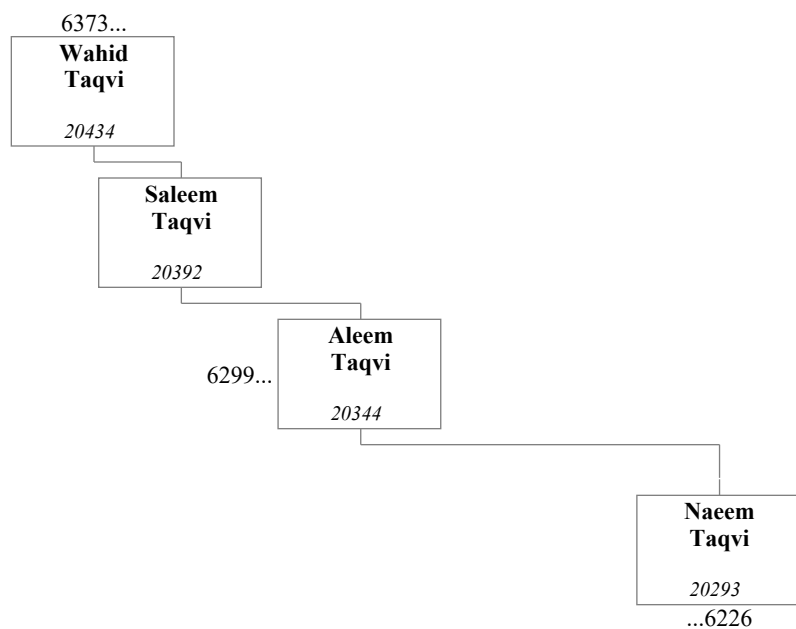 6373...
Wahid
Taqvi
20434
Saleem
Taqvi
20392
Aleem
Taqvi
6299...
20344
Naeem
Taqvi
20293
...6226